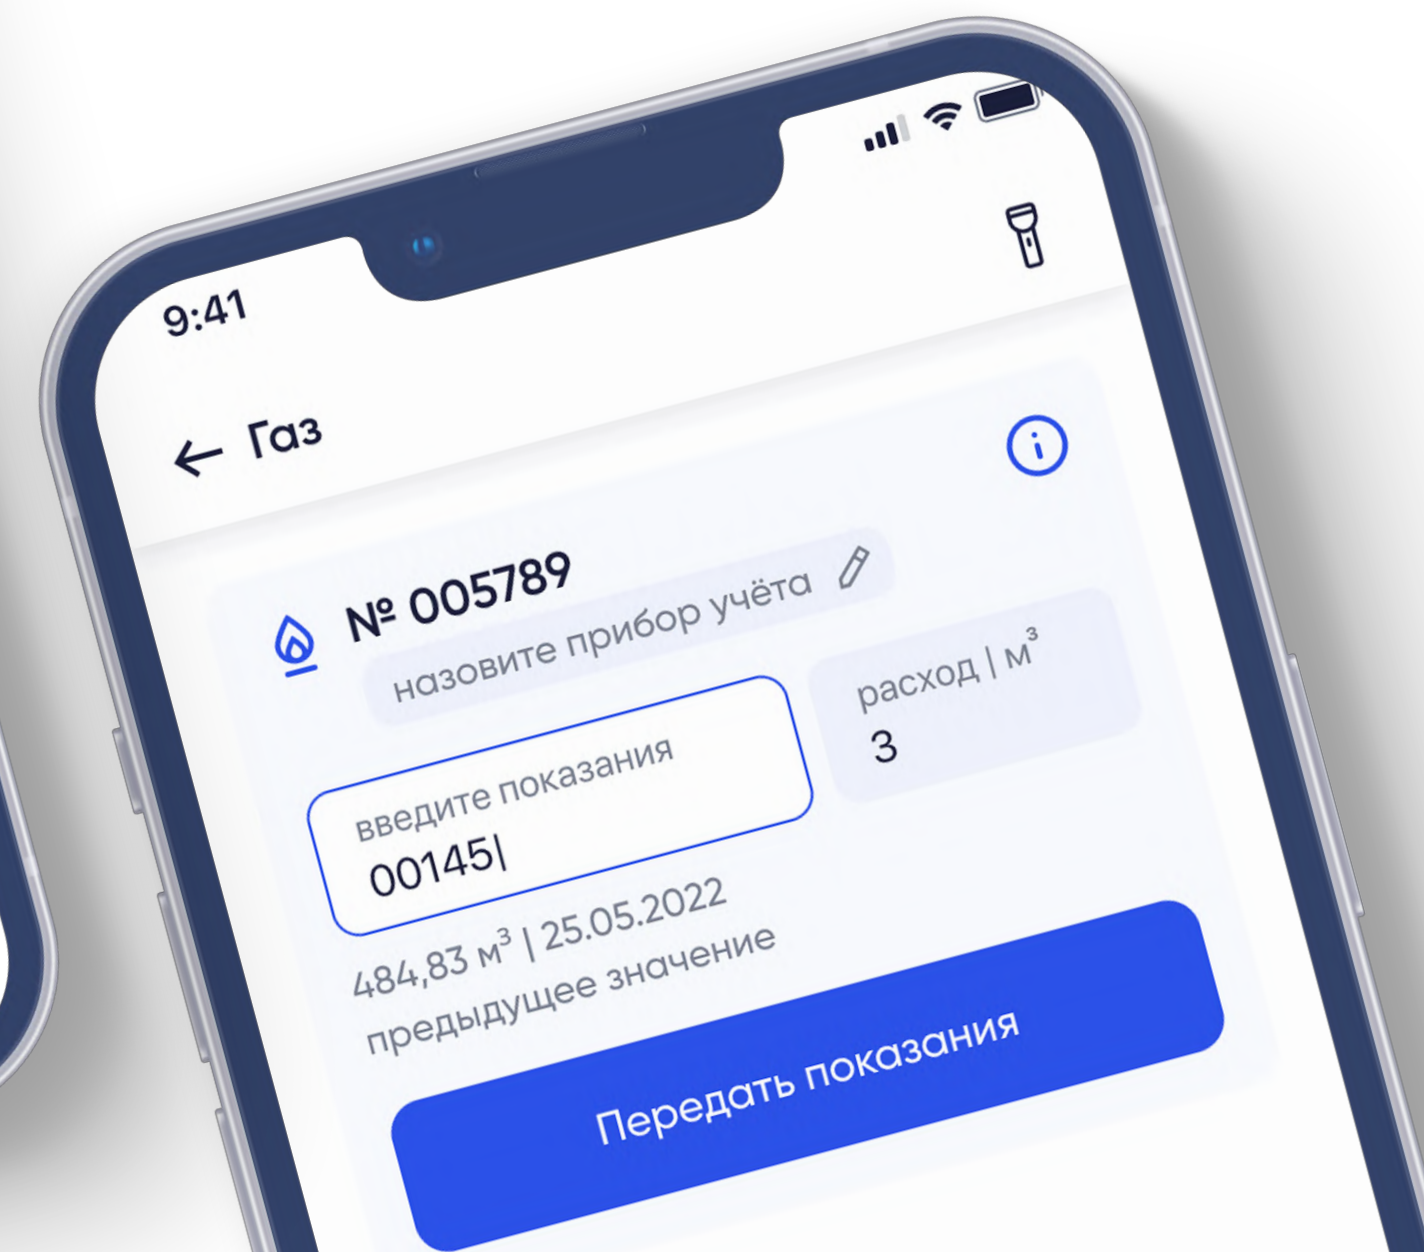 9:41
Газ
№ 005789
назовите прибор учёта
введите показания
00145
расход | м³
3
484,83 м³ | 25.05.2022
предыдущее значение
Передать показания